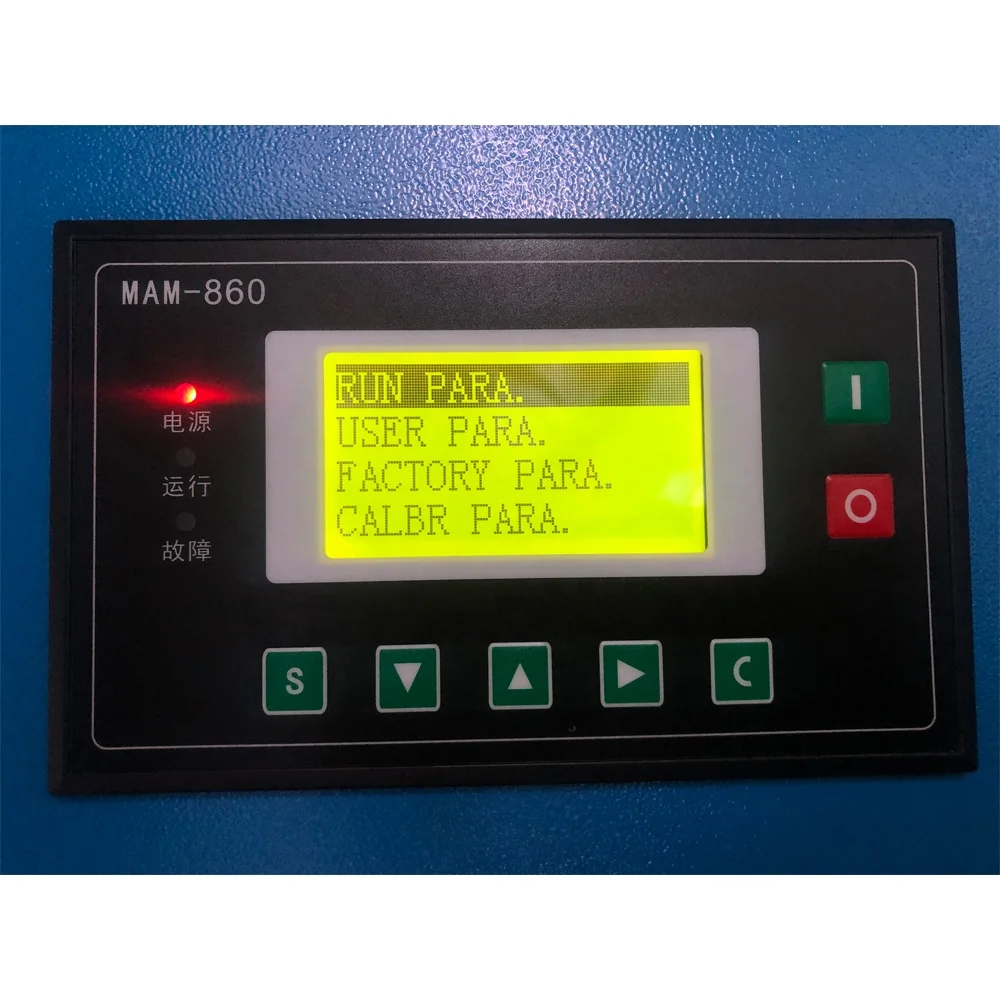 MAM-860
RUN PARA.
USER PARA.
FACTORY PARA.
CALBR PARA.
电源
运行
故障
I
O
S
C